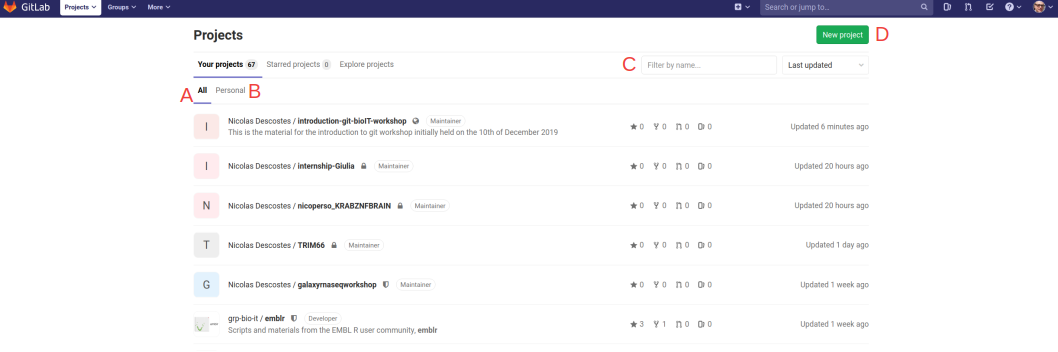 GitLab Projects Groups More Search or jump to...
Projects New project D
Your projects 67 Starred projects 0 Explore projects C Filter by name... Last updated
A All Personal B
I Nicolas Descostes / introduction-git-bioIT-workshop Maintainer 0 0 0 0 Updated 6 minutes ago
This is the material for the introduction to git workshop initially held on the 10th of December 2019
I Nicolas Descostes / internship-Giulia Maintainer 0 0 0 0 Updated 20 hours ago
N Nicolas Descostes / nicoperso_KRABZNFBRAIN Maintainer 0 0 0 0 Updated 20 hours ago
T Nicolas Descostes / TRIM66 Maintainer 0 0 0 0 Updated 1 day ago
G Nicolas Descostes / galaxyrnaseqworkshop Maintainer 0 0 0 0 Updated 1 week ago
grp-bio-it / emblr Developer 3 1 0 0 Updated 1 week ago
Scripts and materials from the EMBL R user community, emblr